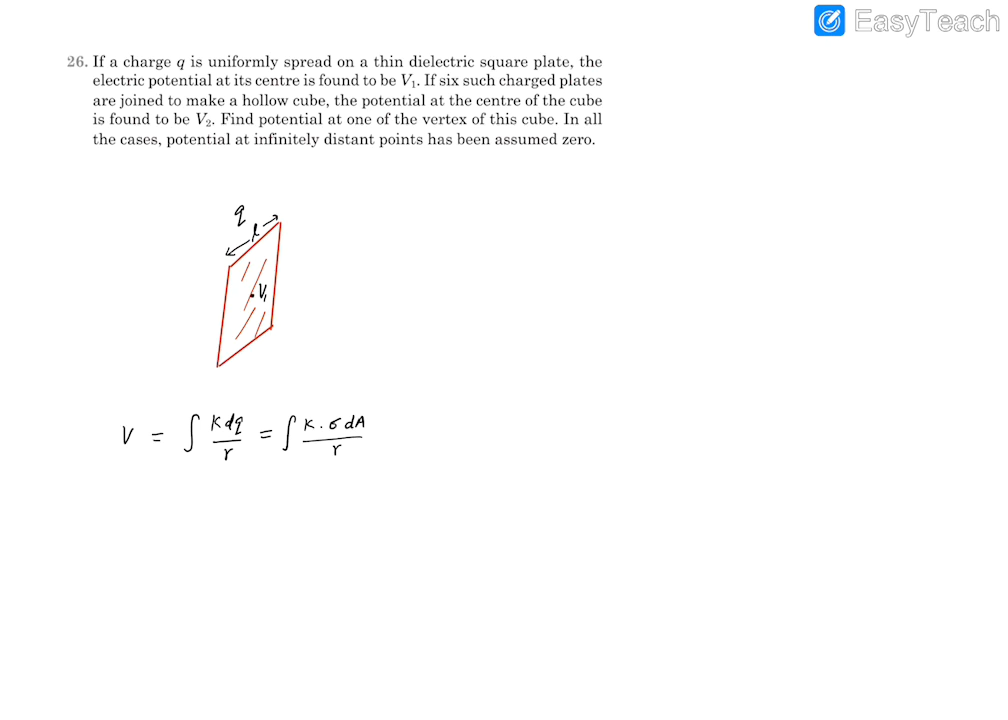 EasyTeach
26. If a charge q is uniformly spread on a thin dielectric square plate, the
electric potential at its centre is found to be V₁. If six such charged plates
are joined to make a hollow cube, the potential at the centre of the cube
is found to be V₂. Find potential at one of the vertex of this cube. In all
the cases, potential at infinitely distant points has been assumed zero.
q
l
V₁
V = ∫ kdq/r = ∫ k.σdA/r